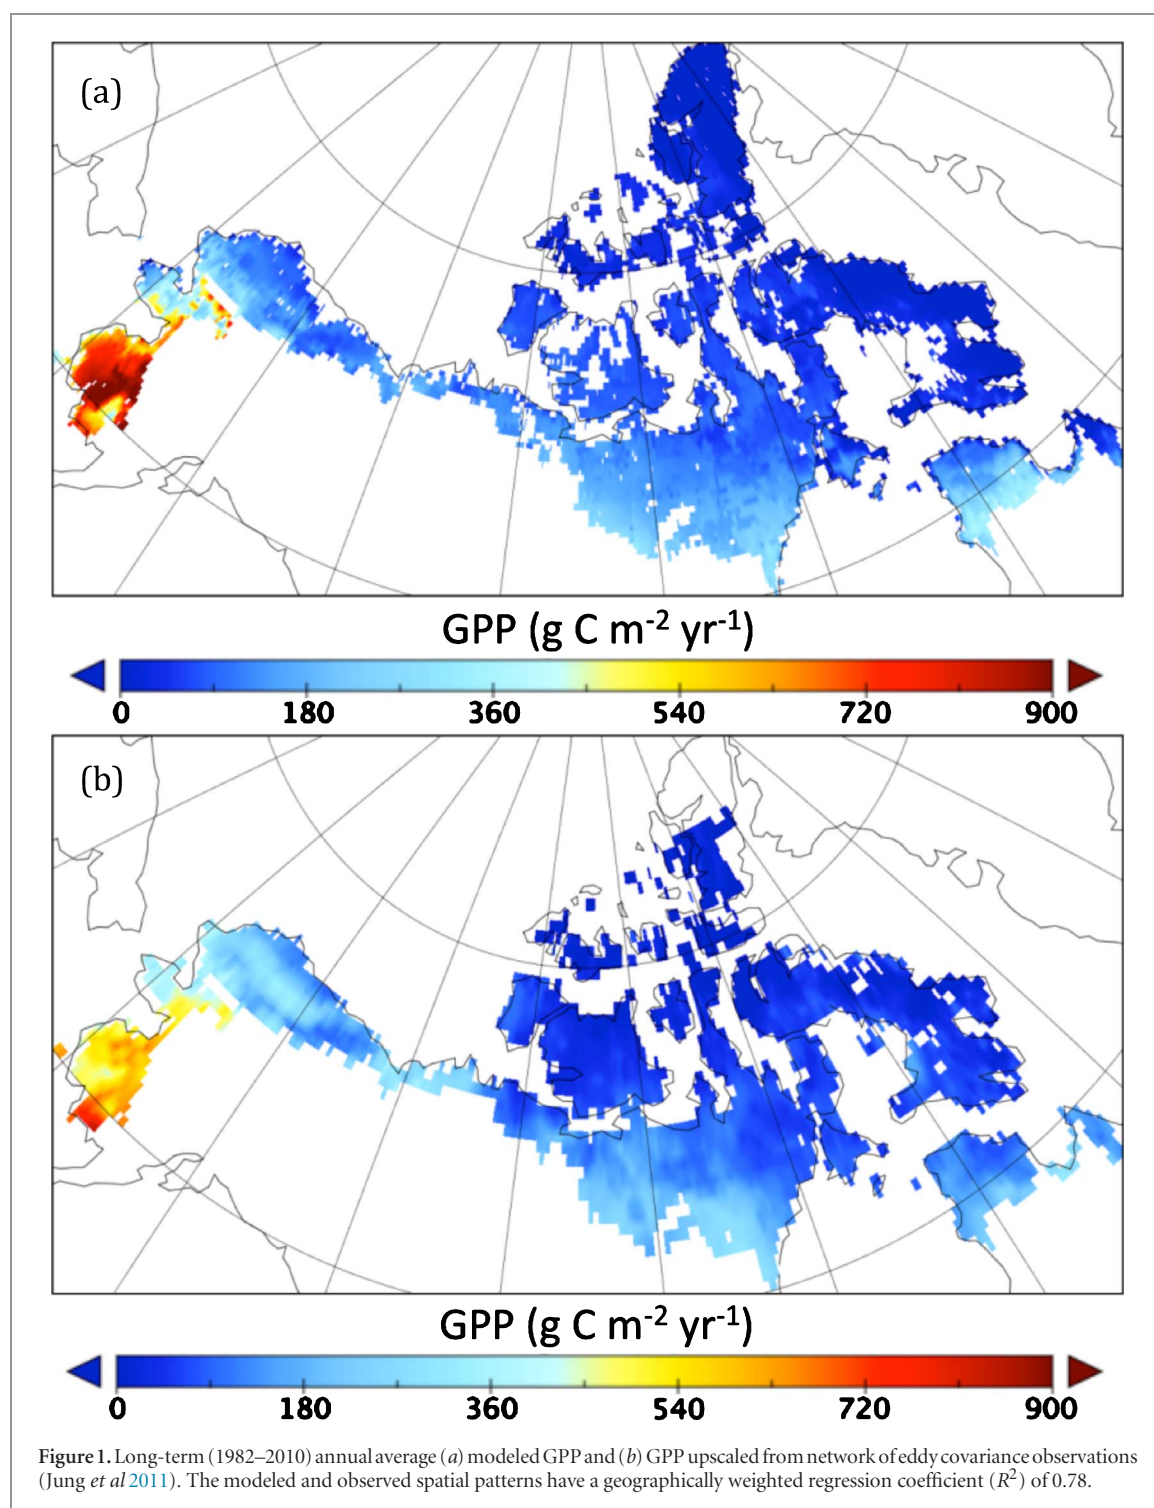 (a)
GPP (g C m-2 yr-1)
0 180 360 540 720 900
(b)
GPP (g C m-2 yr-1)
0 180 360 540 720 900
Figure 1. Long-term (1982–2010) annual average (a) modeled GPP and (b) GPP upscaled from network of eddy covariance observations
(Jung et al 2011). The modeled and observed spatial patterns have a geographically weighted regression coefficient (R2) of 0.78.